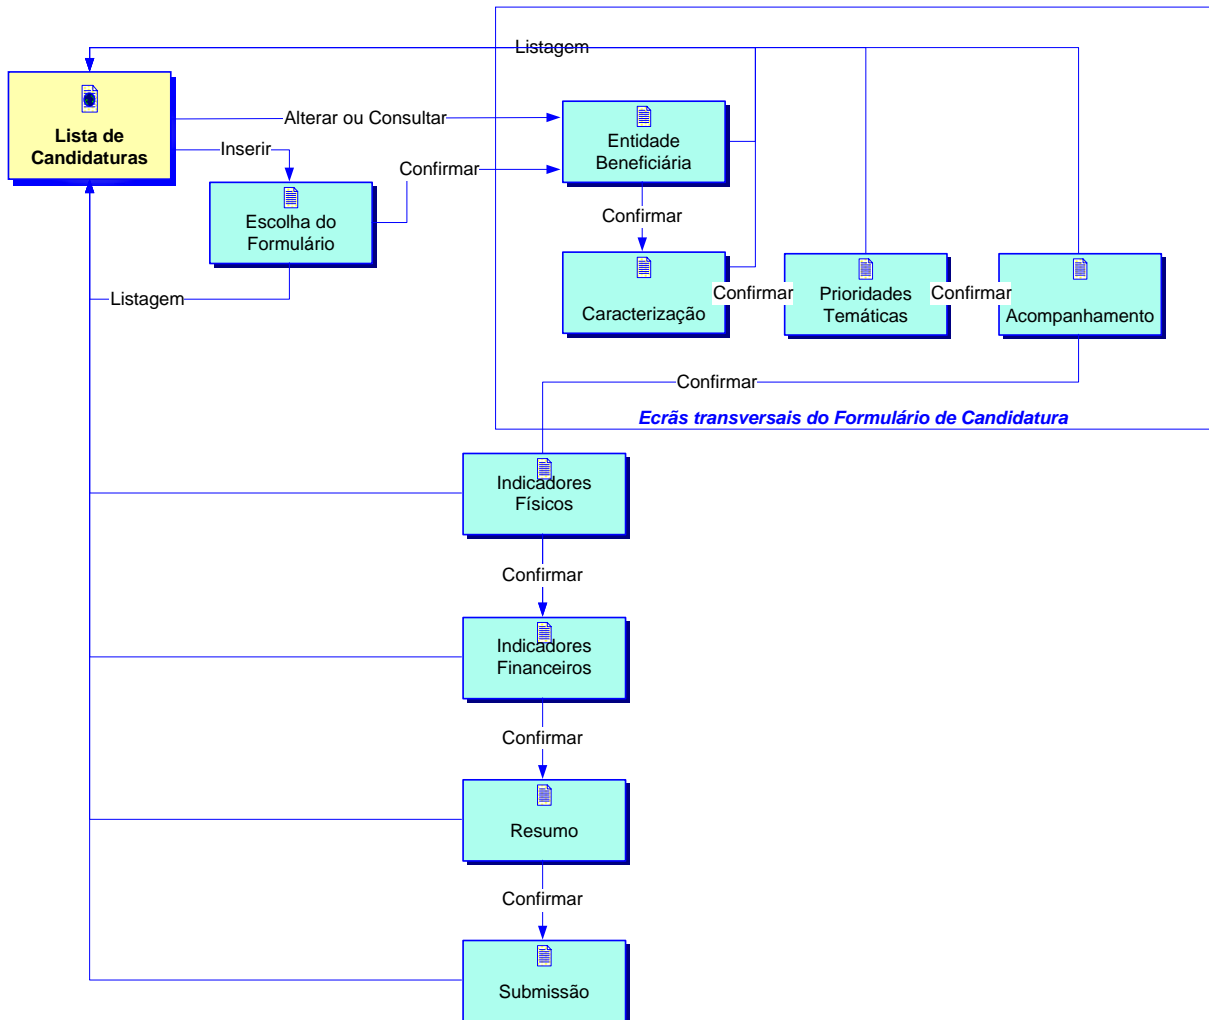 Listagem
Lista de
Candidaturas
Alterar ou Consultar
Entidade
Beneficiária
Inserir
Confirmar
Escolha do
Formulário
Confirmar
Listagem
Caracterização
Confirmar
Prioridades
Temáticas
Confirmar
Acompanhamento
Confirmar
Ecrãs transversais do Formulário de Candidatura
Indicadores
Físicos
Confirmar
Indicadores
Financeiros
Confirmar
Resumo
Confirmar
Submissão